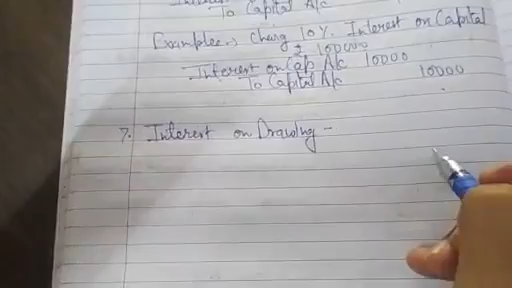 To Capital A/c
Example:) Charg 10%. Interest on Capital
₹ 100000
Interest on Cap A/c 10000
To Capital A/c 10000
7. Interest on Drawing -